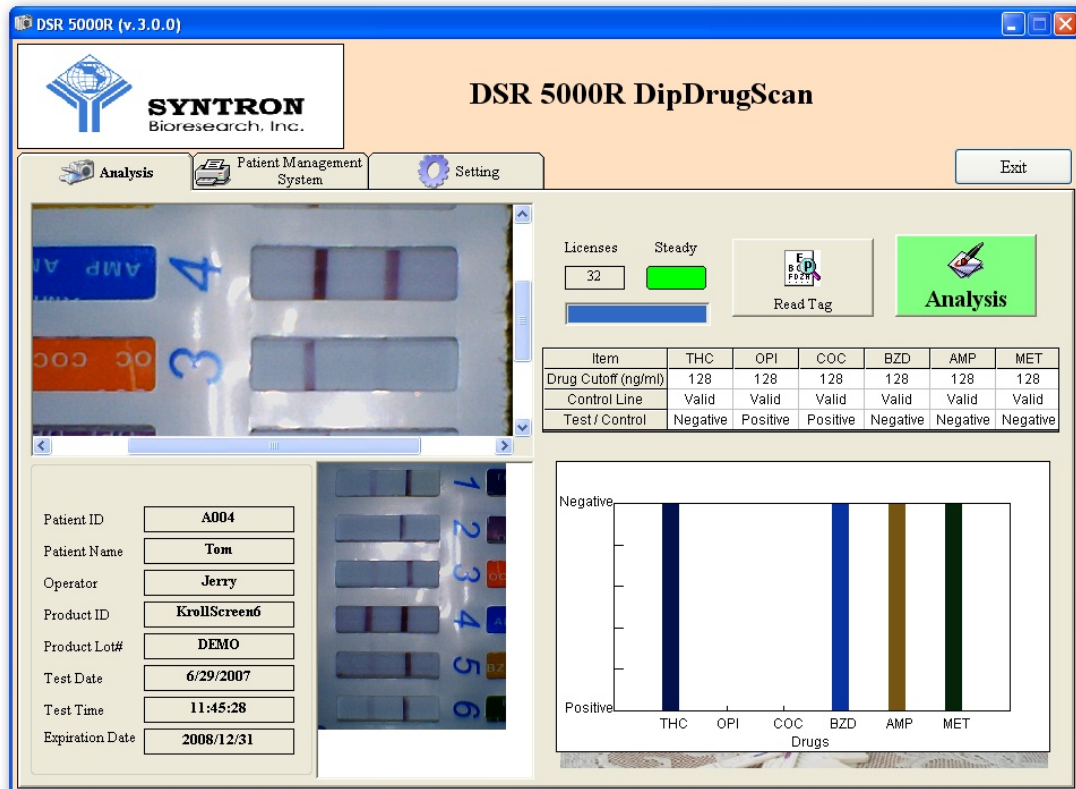 DSR 5000R (v.3.0.0)
SYNTRON
Bioresearch, Inc.
DSR 5000R DipDrugScan
Analysis
Patient Management
System
Setting
Exit
AMP
4
COC
OC
3
Licenses
Steady
32
Read Tag
Analysis
Item THC OPI COC BZD AMP MET
Drug Cutoff (ng/ml) 128 128 128 128 128 128
Control Line Valid Valid Valid Valid Valid Valid
Test / Control Negative Positive Positive Negative Negative Negative
Patient ID A004
Patient Name Tom
Operator Jerry
Product ID KrollScreen6
Product Lot# DEMO
Test Date 6/29/2007
Test Time 11:45:28
Expiration Date 2008/12/31
1
2
3
4
5 BZ
6
Negative
Positive
THC OPI COC BZD AMP MET
Drugs